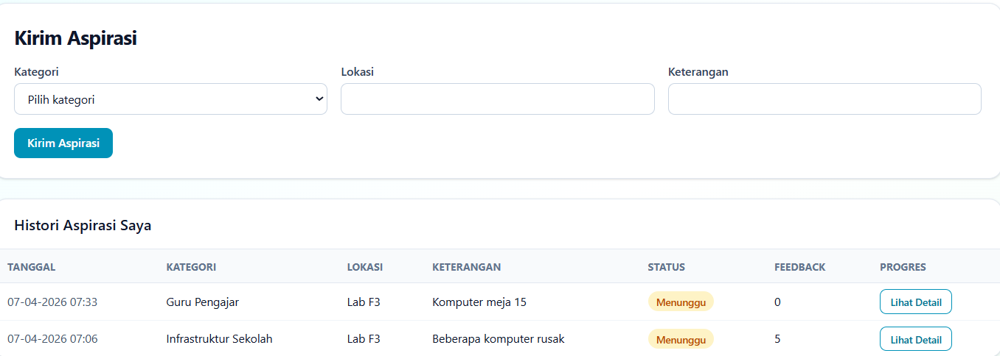 Kirim Aspirasi
Kategori Lokasi Keterangan
Pilih kategori
Kirim Aspirasi
Histori Aspirasi Saya
TANGGAL KATEGORI LOKASI KETERANGAN STATUS FEEDBACK PROGRES
07-04-2026 07:33 Guru Pengajar Lab F3 Komputer meja 15 Menunggu 0 Lihat Detail
07-04-2026 07:06 Infrastruktur Sekolah Lab F3 Beberapa komputer rusak Menunggu 5 Lihat Detail